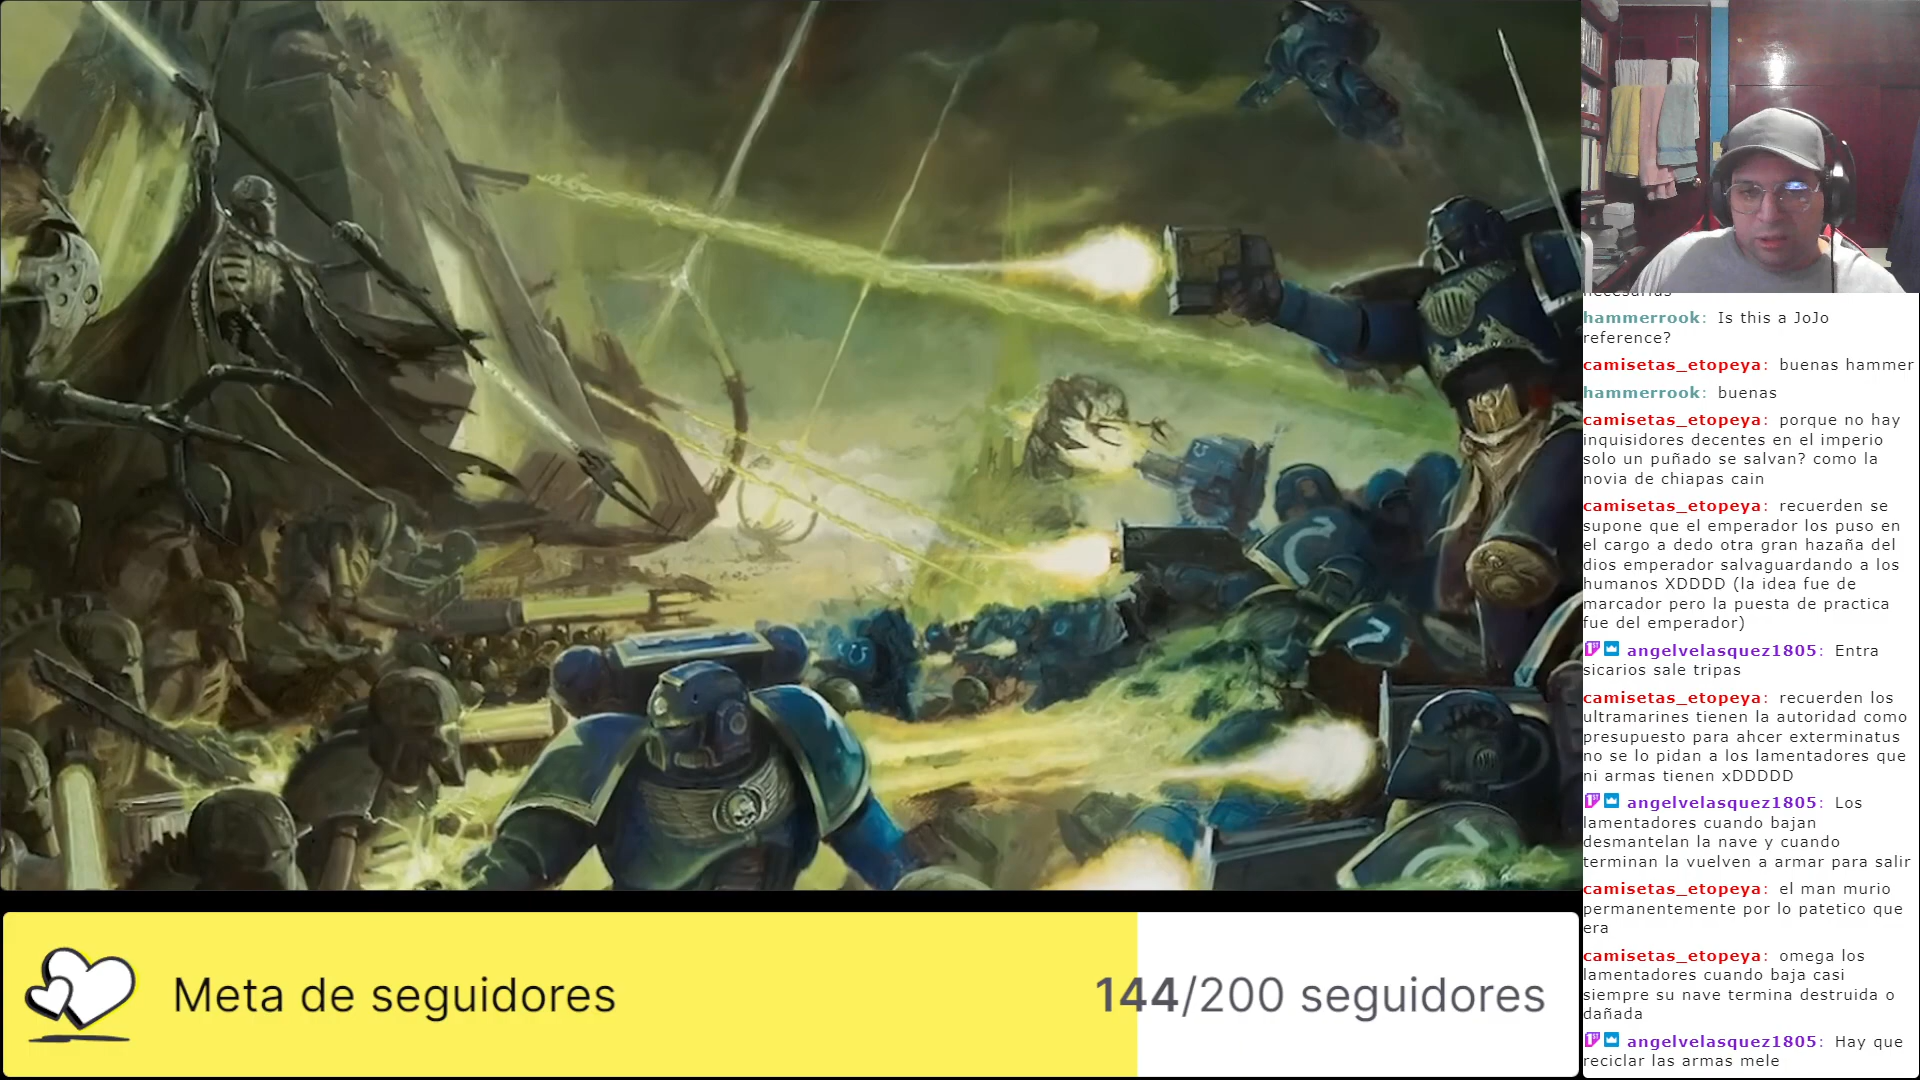 necesarias
hammerrook: Is this a JoJo
reference?
camisetas_etopeya: buenas hammer
hammerrook: buenas
camisetas_etopeya: porque no hay
inquisidores decentes en el imperio
solo un puñado se salvan? como la
novia de chiapas cain
camisetas_etopeya: recuerden se
supone que el emperador los puso en
el cargo a dedo otra gran hazaña del
dios emperador salvaguardando a los
humanos XDDDD (la idea fue de
marcador pero la puesta de practica
fue del emperador)
angelvelasquez1805: Entra
sicarios sale tripas
camisetas_etopeya: recuerden los
ultramarines tienen la autoridad como
presupuesto para ahcer exterminatus
no se lo pidan a los lamentadores que
ni armas tienen xDDDDD
angelvelasquez1805: Los
lamentadores cuando bajan
desmantelan la nave y cuando
terminan la vuelven a armar para salir
camisetas_etopeya: el man murio
permanentemente por lo patetico que
era
camisetas_etopeya: omega los
lamentadores cuando baja casi
siempre su nave termina destruida o
dañada
angelvelasquez1805: Hay que
reciclar las armas mele
Meta de seguidores
144/200 seguidores